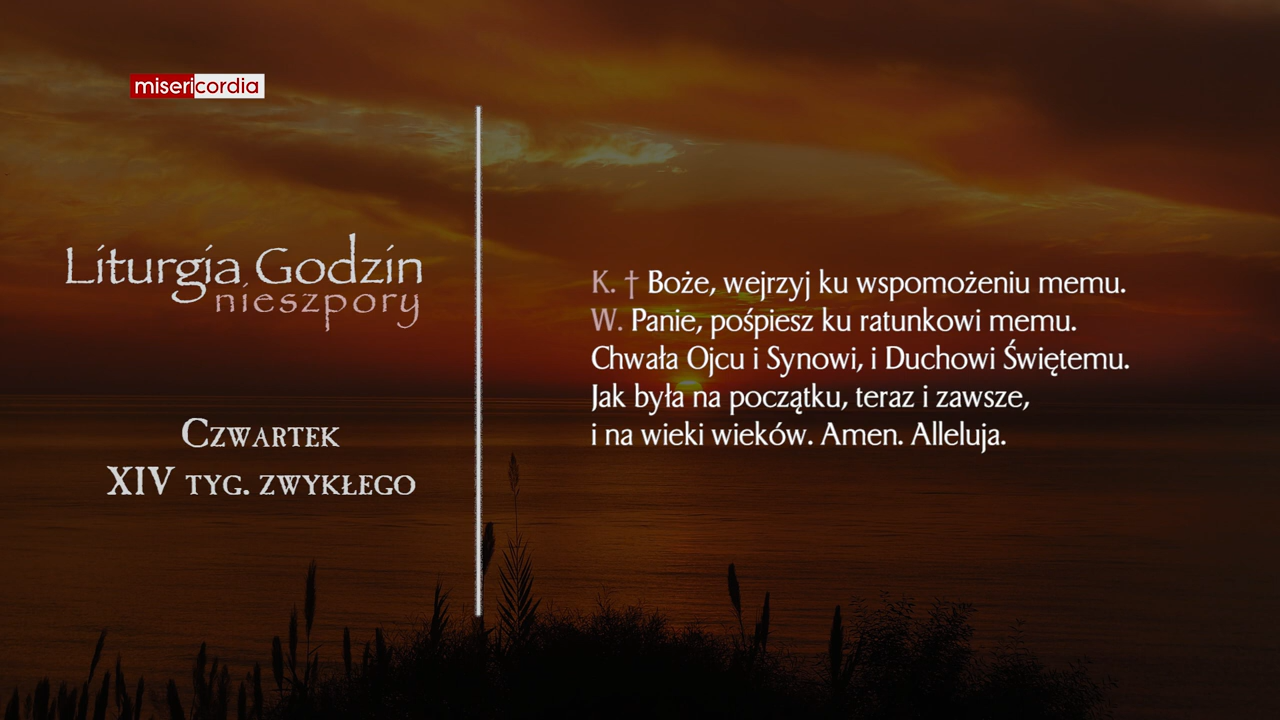 misericordia
Liturgia Godzin
nieszpory
Czwartek
XIV tyg. zwykłego
K. † Boże, wejrzyj ku wspomożeniu memu.
W. Panie, pośpiesz ku ratunkowi memu.
Chwała Ojcu i Synowi, i Duchowi Świętemu.
Jak była na początku, teraz i zawsze,
i na wieki wieków. Amen. Alleluja.